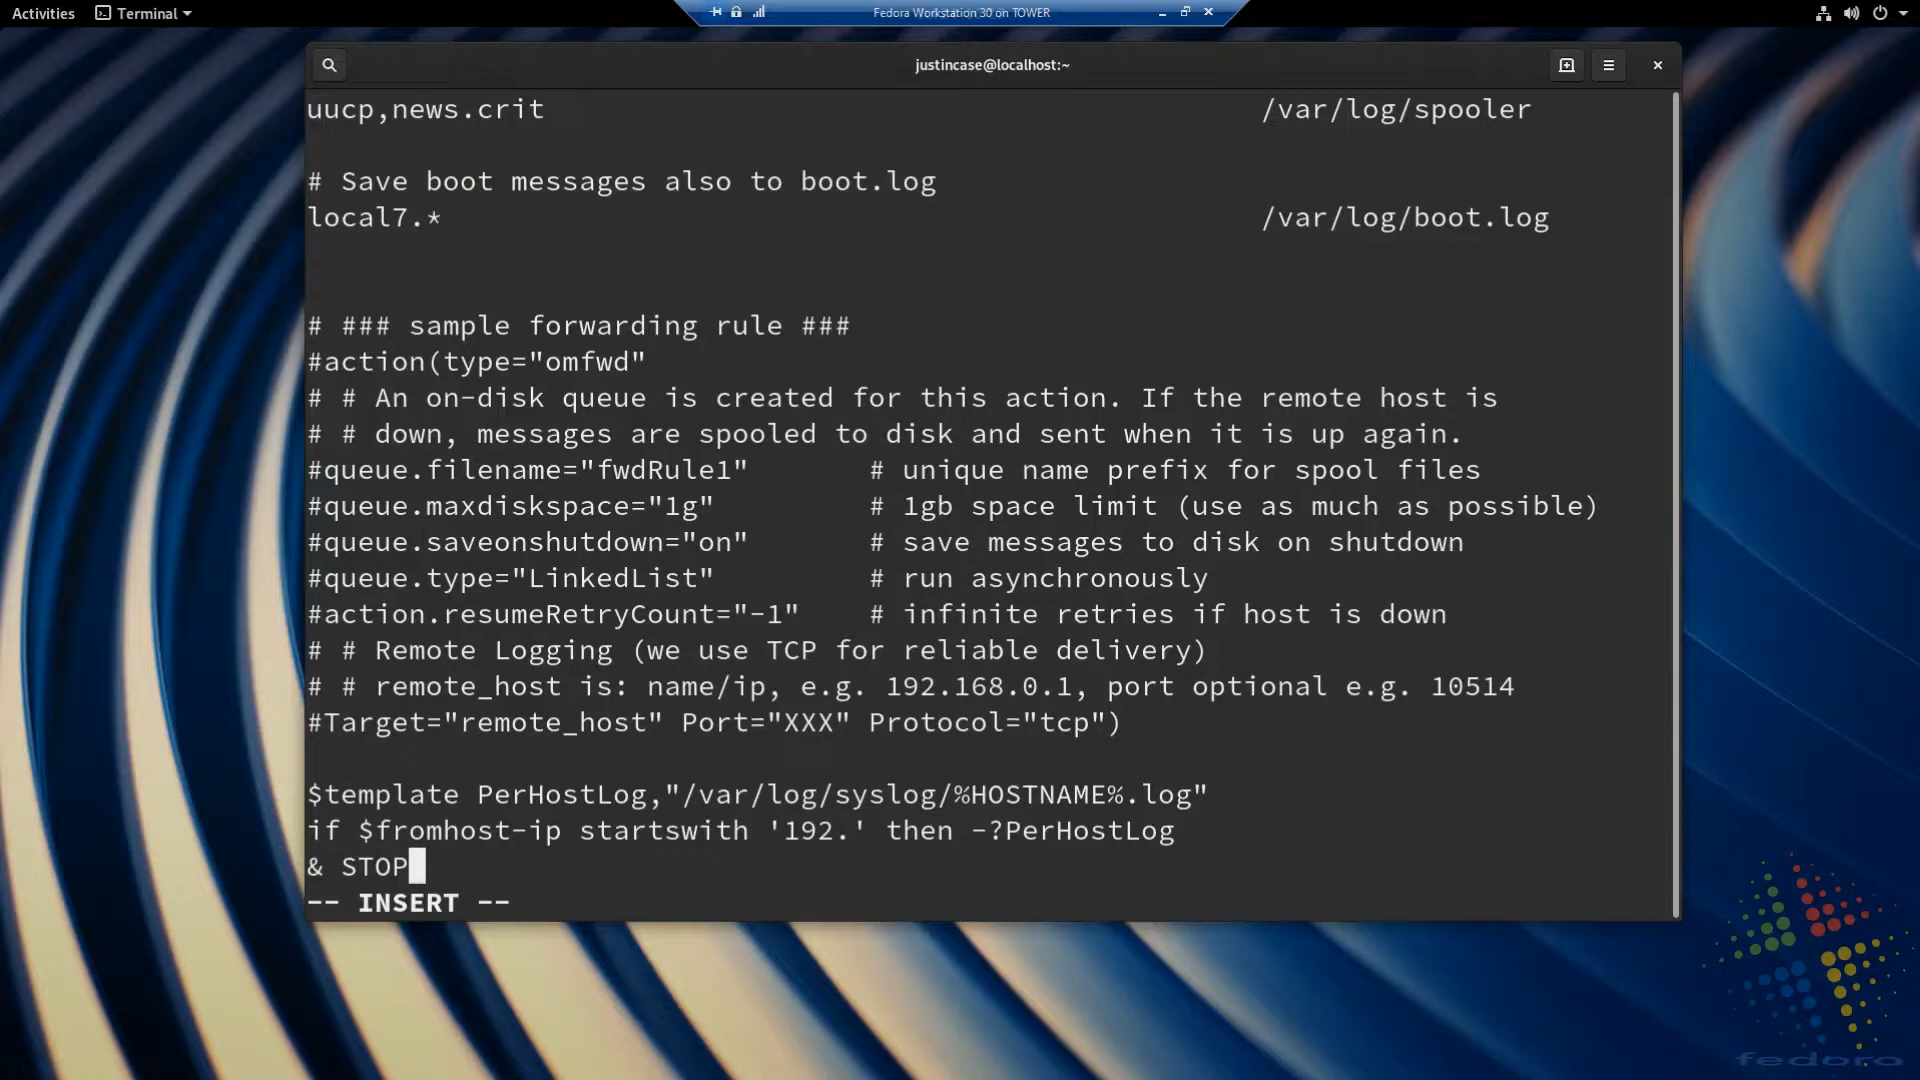 Activities Terminal Fedora Workstation 30 on TOWER
justincase@localhost:~
uucp,news.crit /var/log/spooler
# Save boot messages also to boot.log
local7.* /var/log/boot.log
# ### sample forwarding rule ###
#action(type="omfwd"
# # An on-disk queue is created for this action. If the remote host is
# # down, messages are spooled to disk and sent when it is up again.
#queue.filename="fwdRule1" # unique name prefix for spool files
#queue.maxdiskspace="1g" # 1gb space limit (use as much as possible)
#queue.saveonshutdown="on" # save messages to disk on shutdown
#queue.type="LinkedList" # run asynchronously
#action.resumeRetryCount="-1" # infinite retries if host is down
# # Remote Logging (we use TCP for reliable delivery)
# # remote_host is: name/ip, e.g. 192.168.0.1, port optional e.g. 10514
#Target="remote_host" Port="XXX" Protocol="tcp")
$template PerHostLog,"/var/log/syslog/%HOSTNAME%.log"
if $fromhost-ip startswith '192.' then -?PerHostLog
& STOP
-- INSERT --
fedora